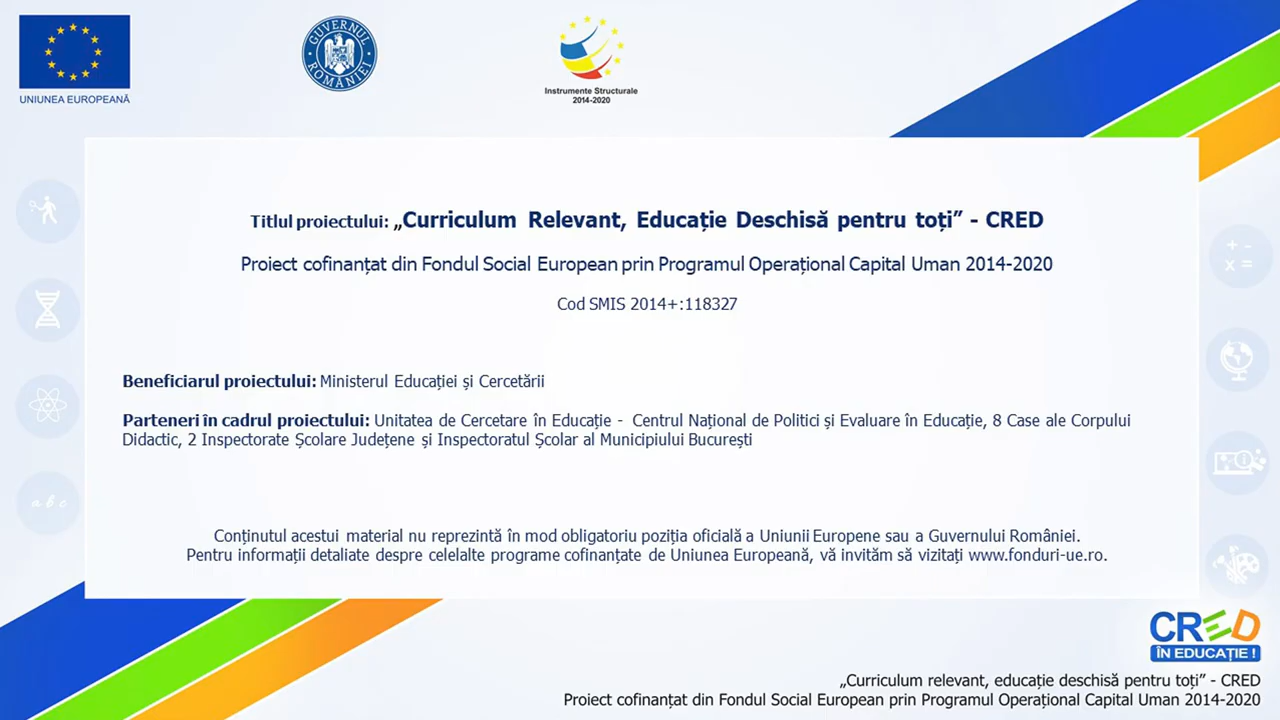 UNIUNEA EUROPEANĂ
GUVERNUL ROMÂNIEI
Instrumente Structurale
2014-2020
Titlul proiectului: „Curriculum Relevant, Educație Deschisă pentru toți” - CRED
Proiect cofinanțat din Fondul Social European prin Programul Operațional Capital Uman 2014-2020
Cod SMIS 2014+:118327
Beneficiarul proiectului: Ministerul Educației și Cercetării
Parteneri în cadrul proiectului: Unitatea de Cercetare în Educație - Centrul Național de Politici și Evaluare în Educație, 8 Case ale Corpului
Didactic, 2 Inspectorate Școlare Județene și Inspectoratul Școlar al Municipiului București
a b c
Conținutul acestui material nu reprezintă în mod obligatoriu poziția oficială a Uniunii Europene sau a Guvernului României.
Pentru informații detaliate despre celelalte programe cofinanțate de Uniunea Europeană, vă invităm să vizitați www.fonduri-ue.ro.
CRED
ÎN EDUCAȚIE !
„Curriculum relevant, educație deschisă pentru toți” - CRED
Proiect cofinanțat din Fondul Social European prin Programul Operațional Capital Uman 2014-2020